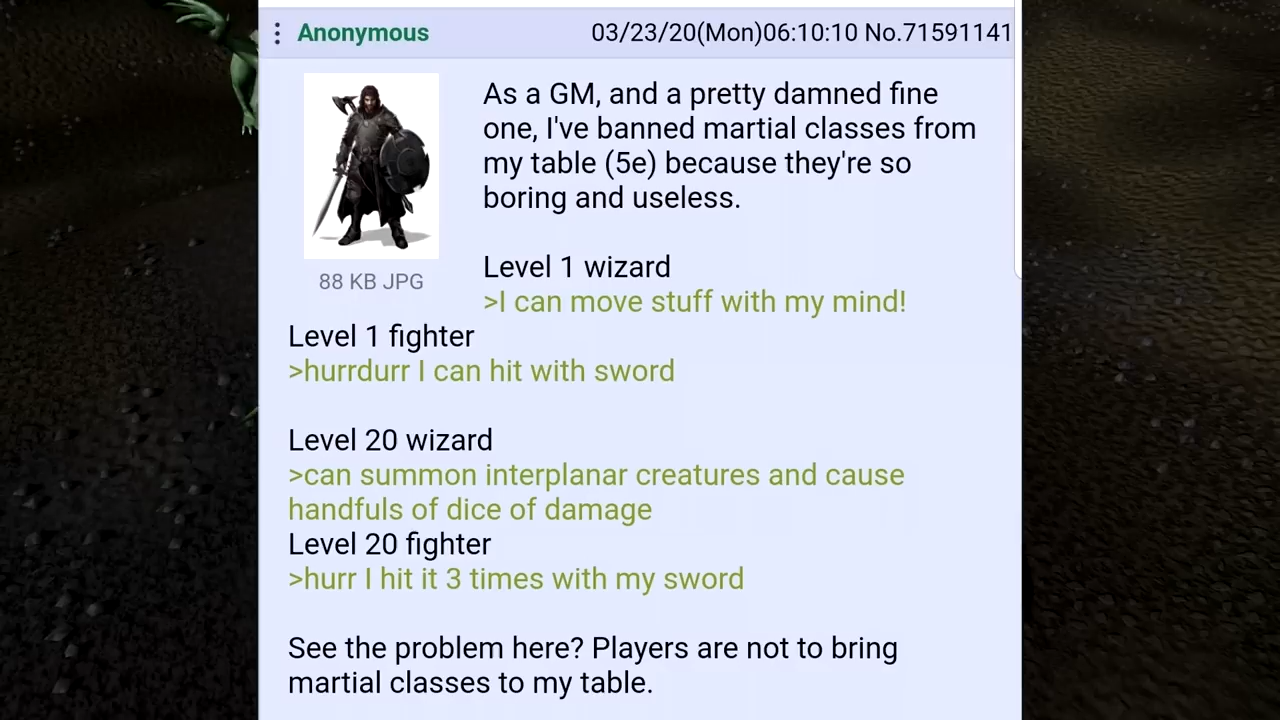 Anonymous 03/23/20(Mon)06:10:10 No.71591141
As a GM, and a pretty damned fine
one, I've banned martial classes from
my table (5e) because they're so
boring and useless.
88 KB JPG
Level 1 wizard
>I can move stuff with my mind!
Level 1 fighter
>hurrdurr I can hit with sword
Level 20 wizard
>can summon interplanar creatures and cause
handfuls of dice of damage
Level 20 fighter
>hurr I hit it 3 times with my sword
See the problem here? Players are not to bring
martial classes to my table.